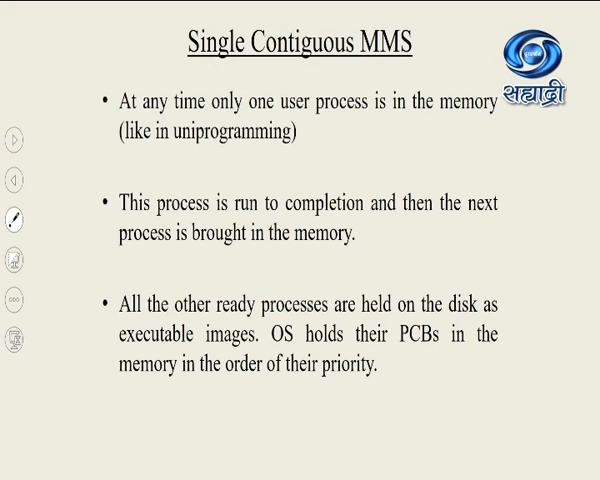 Single Contiguous MMS
सह्याद्री
• At any time only one user process is in the memory
(like in uniprogramming)
• This process is run to completion and then the next
process is brought in the memory.
• All the other ready processes are held on the disk as
executable images. OS holds their PCBs in the
memory in the order of their priority.